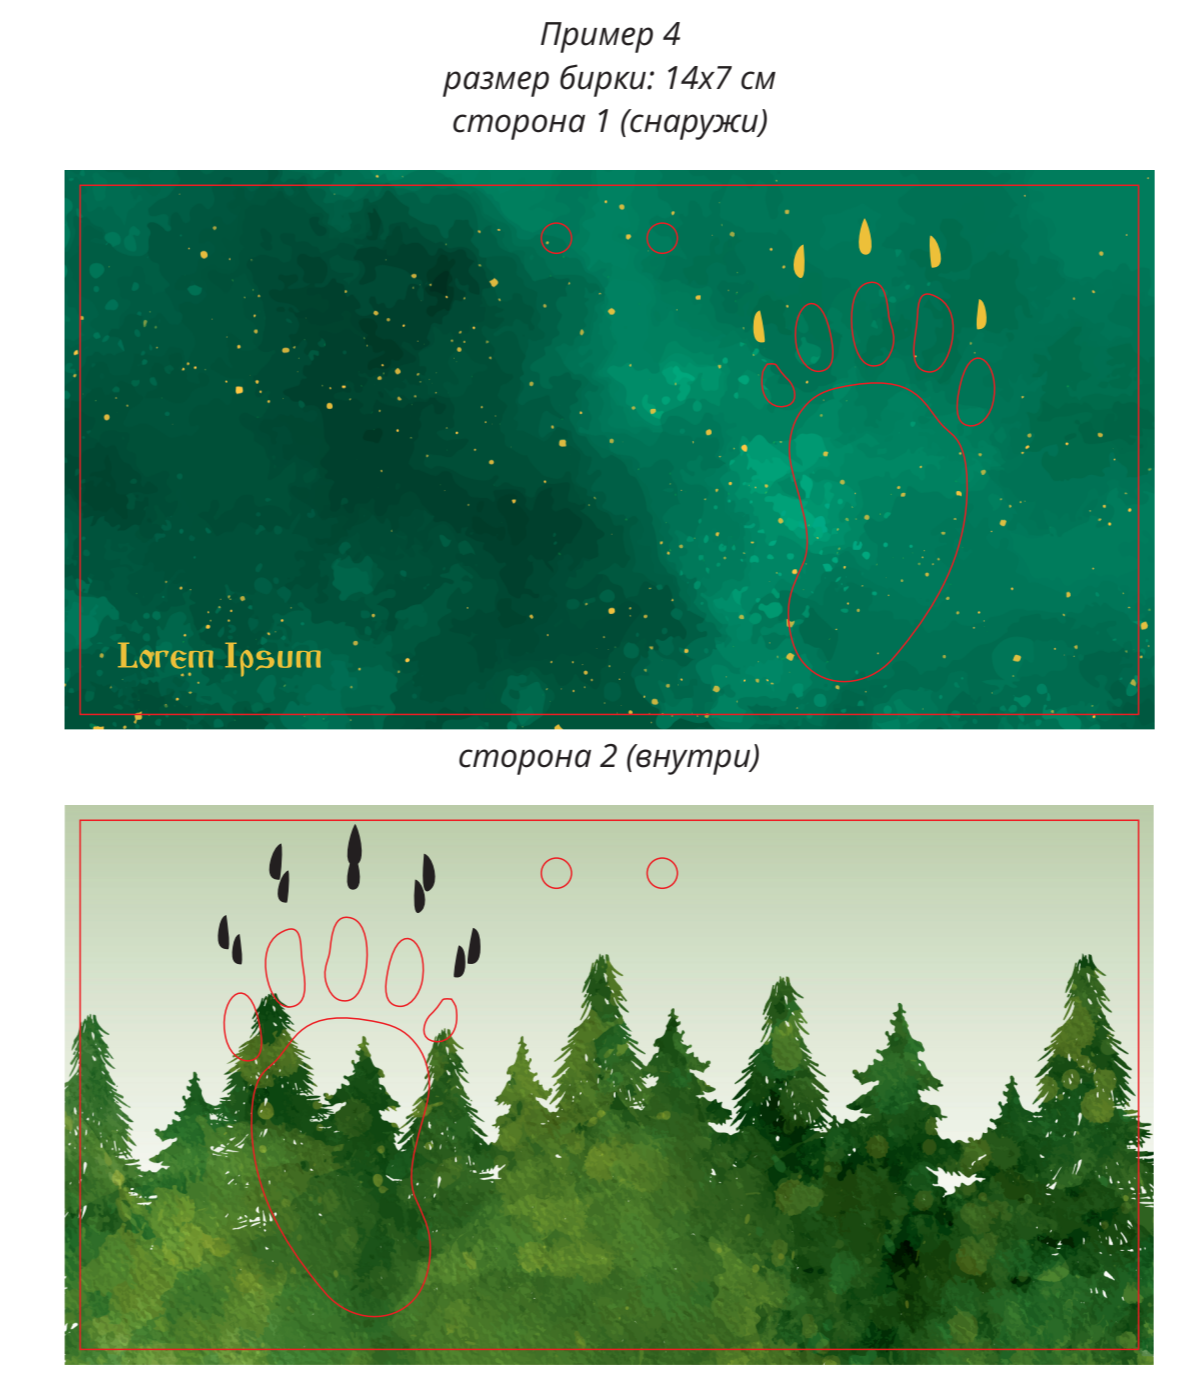 Пример 4
размер бирки: 14х7 см
сторона 1 (снаружи)
Lorem Ipsum
сторона 2 (внутри)